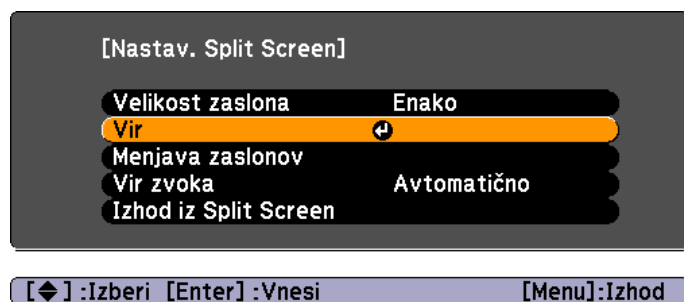 [Nastav. Split Screen]
Velikost zaslona Enako
Vir
Menjava zaslonov
Vir zvoka Avtomatično
Izhod iz Split Screen
[◆] :Izberi [Enter] :Vnesi [Menu]:Izhod